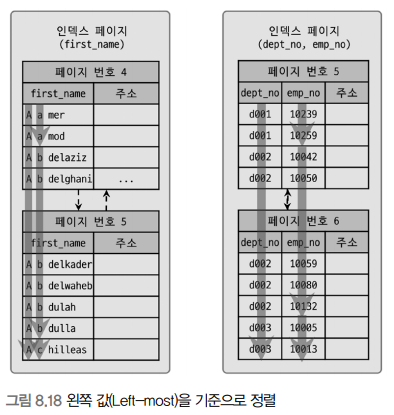 인덱스 페이지
(first_name)
페이지 번호 4
first_name 주소
A a mer
A a mod
A b delaziz
A b delghani ...
페이지 번호 5
first_name 주소
A b delkader
A b delwaheb
A b dulah
A b dulla
A c hilleas
인덱스 페이지
(dept_no, emp_no)
페이지 번호 5
dept_no emp_no 주소
d001 10239
d001 10259
d002 10042
d002 10050
페이지 번호 6
dept_no emp_no 주소
d002 10059
d002 10080
d002 10132
d003 10005
d003 10013
그림 8.18 왼쪽 값(Left-most)을 기준으로 정렬